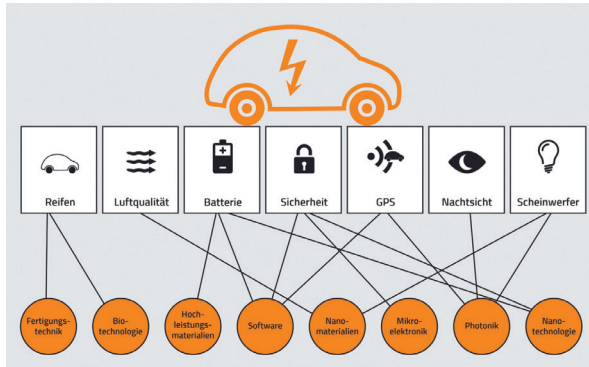 Reifen
Luftqualität
Batterie
Sicherheit
GPS
Nachtsicht
Scheinwerfer
Fertigungs-
technik
Bio-
technologie
Hoch-
leistungs-
materialien
Software
Nano-
materialien
Mikro-
elektronik
Photonik
Nano-
technologie